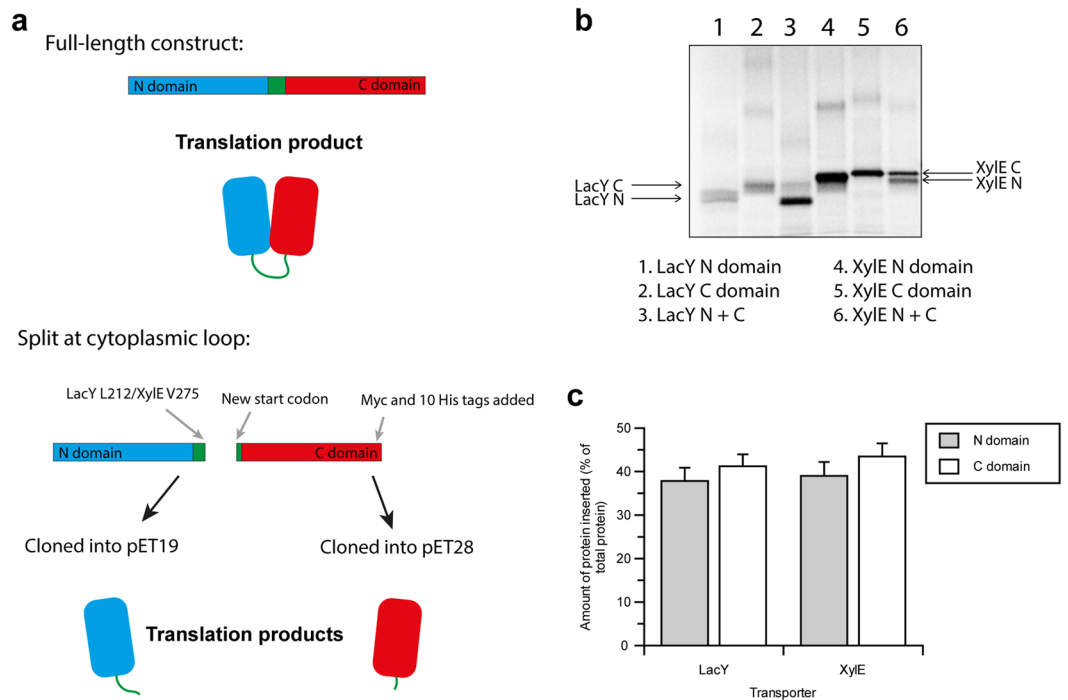 a
Full-length construct:
N domain
C domain
Translation product
Split at cytoplasmic loop:
LacY L212/XylE V275
New start codon
Myc and 10 His tags added
N domain
C domain
Cloned into pET19
Cloned into pET28
Translation products
b
1 2 3 4 5 6
LacY C
LacY N
XylE C
XylE N
1. LacY N domain
2. LacY C domain
3. LacY N + C
4. XylE N domain
5. XylE C domain
6. XylE N + C
c
Amount of protein inserted (% of
total protein)
50
40
30
20
10
0
LacY
XylE
Transporter
N domain
C domain